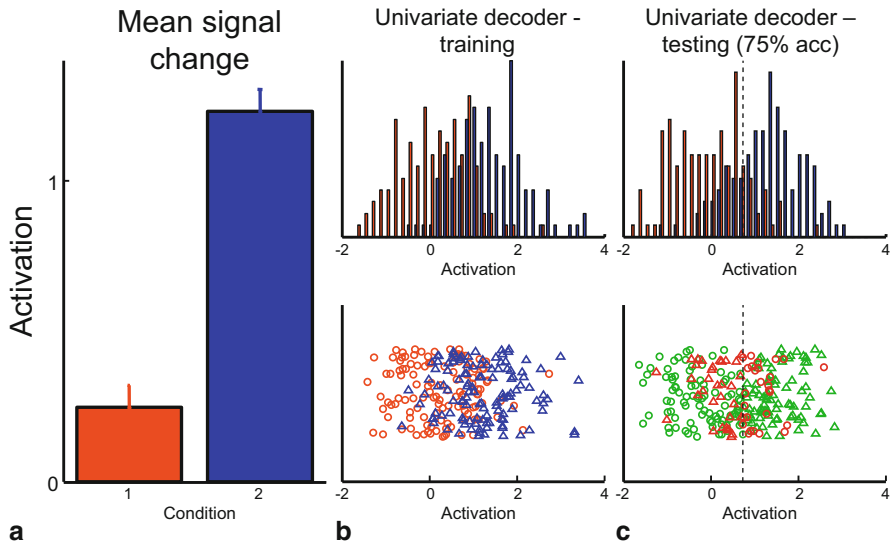 Mean signal
change
Activation
1
0
1
2
Condition
a
Univariate decoder -
training
-2
0
2
4
Activation
-2
0
2
4
Activation
b
Univariate decoder –
testing (75% acc)
-2
0
2
4
Activation
-2
0
2
4
Activation
c